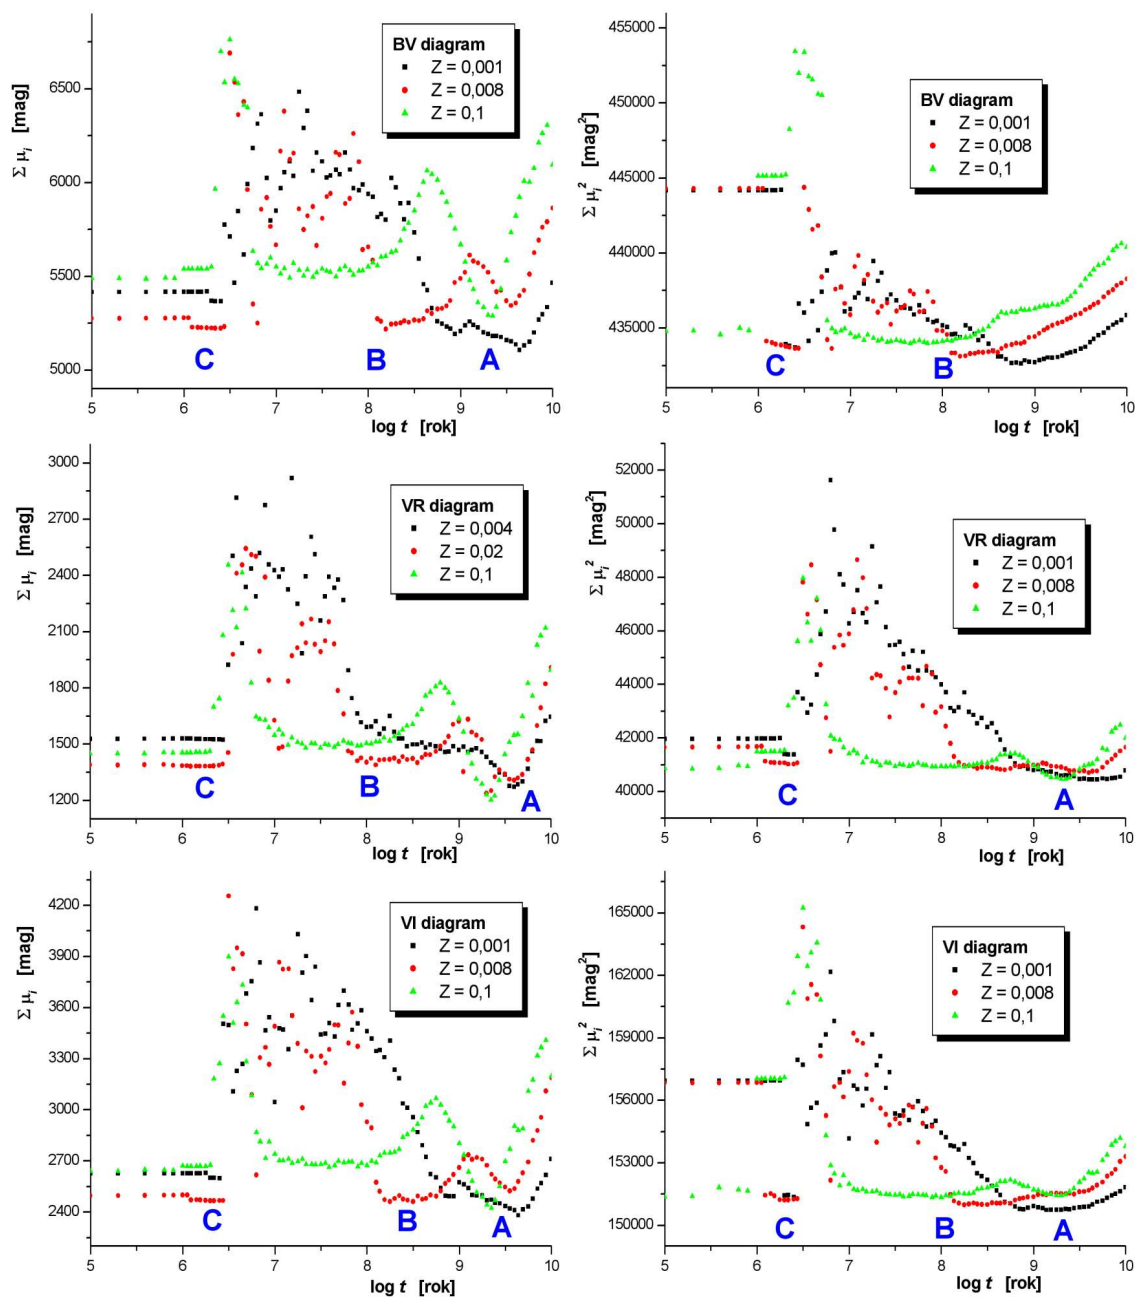 Σ μi [mag]
6500
6000
5500
5000
BV diagram
Z = 0,001
Z = 0,008
Z = 0,1
C
B
A
5 6 7 8 9 10
log t [rok]
Σ μi² [mag²]
455000
450000
445000
440000
435000
BV diagram
Z = 0,001
Z = 0,008
Z = 0,1
C
B
5 6 7 8 9 10
log t [rok]
Σ μi [mag]
3000
2700
2400
2100
1800
1500
1200
VR diagram
Z = 0,004
Z = 0,02
Z = 0,1
C
B
A
5 6 7 8 9 10
log t [rok]
Σ μi² [mag²]
52000
50000
48000
46000
44000
42000
40000
VR diagram
Z = 0,001
Z = 0,008
Z = 0,1
C
A
5 6 7 8 9 10
log t [rok]
Σ μi [mag]
4200
3900
3600
3300
3000
2700
2400
VI diagram
Z = 0,001
Z = 0,008
Z = 0,1
C
B
A
5 6 7 8 9 10
log t [rok]
Σ μi² [mag²]
165000
162000
159000
156000
153000
150000
VI diagram
Z = 0,001
Z = 0,008
Z = 0,1
C
B
A
5 6 7 8 9 10
log t [rok]